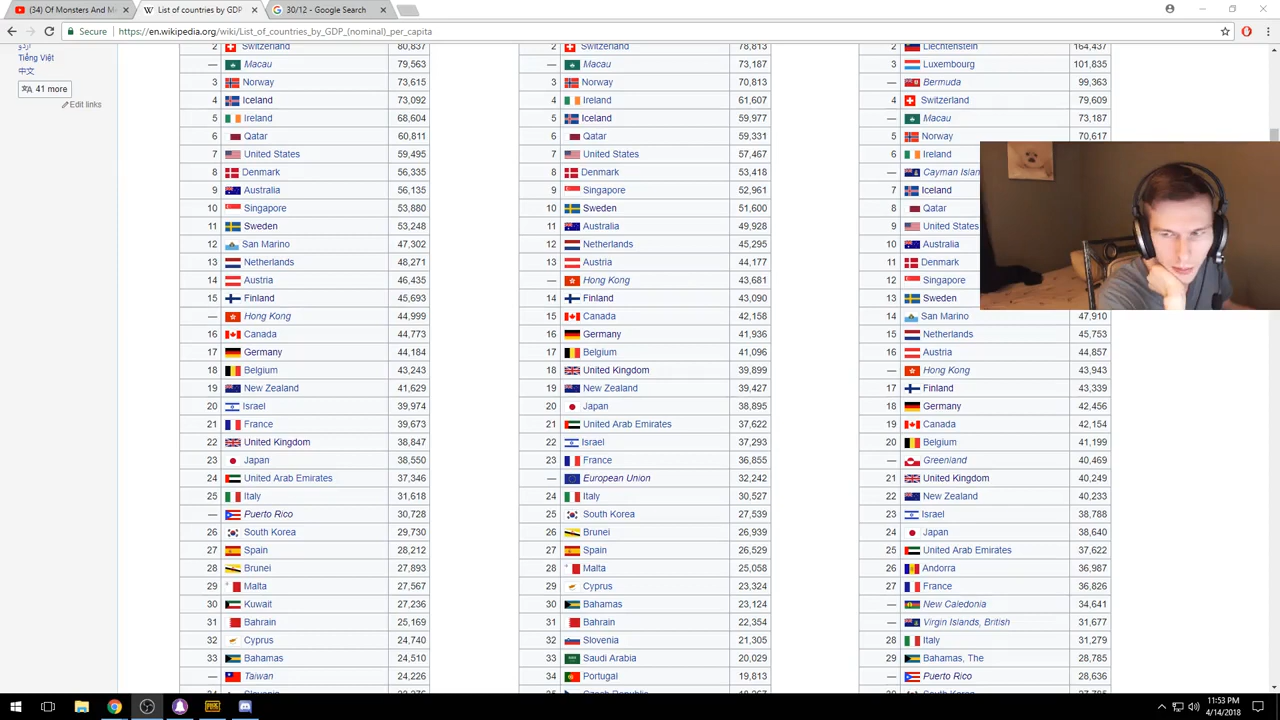 (34) Of Monsters And M
List of countries by GDP
30/12 - Google Search
Secure
https://en.wikipedia.org/wiki/List_of_countries_by_GDP_(nominal)_per_capita
اردو
Tiếng Việt
中文
41 more
Edit links
2 Switzerland 80,837
— Macau 79,563
3 Norway 73,615
4 Iceland 73,092
5 Ireland 68,604
6 Qatar 60,811
7 United States 59,495
8 Denmark 56,335
9 Australia 56,135
10 Singapore 53,880
11 Sweden 53,248
12 San Marino 47,302
13 Netherlands 48,271
14 Austria 46,435
15 Finland 45,693
— Hong Kong 44,999
16 Canada 44,773
17 Germany 44,184
18 Belgium 43,243
19 New Zealand 41,629
20 Israel 39,974
21 France 39,673
22 United Kingdom 38,847
23 Japan 38,550
24 United Arab Emirates 37,346
25 Italy 31,618
— Puerto Rico 30,728
26 South Korea 29,730
27 Spain 28,212
28 Brunei 27,893
29 Malta 27,567
30 Kuwait 27,236
31 Bahrain 25,169
32 Cyprus 24,740
33 Bahamas 24,510
— Taiwan 24,226
2 Switzerland 78,813
— Macau 73,187
3 Norway 70,813
4 Ireland 61,607
5 Iceland 59,977
6 Qatar 59,331
7 United States 57,467
8 Denmark 53,418
9 Singapore 52,961
10 Sweden 51,600
11 Australia 49,928
12 Netherlands 45,295
13 Austria 44,177
— Hong Kong 43,681
14 Finland 43,090
15 Canada 42,158
16 Germany 41,936
17 Belgium 41,096
18 United Kingdom 39,899
19 New Zealand 39,427
20 Japan 38,895
21 United Arab Emirates 37,622
22 Israel 37,293
23 France 36,855
— European Union 32,242
24 Italy 30,527
25 South Korea 27,539
26 Brunei 26,939
27 Spain 26,529
28 Malta 25,058
29 Cyprus 23,324
30 Bahamas 23,124
31 Bahrain 22,354
32 Slovenia 21,305
33 Saudi Arabia 20,029
34 Portugal 19,813
2 Liechtenstein 164,437
3 Luxembourg 101,835
— Bermuda 99,363
4 Switzerland 79,609
— Macau 73,187
5 Norway 70,617
6 Ireland
— Cayman Islan
7 Iceland
8 Qatar
9 United States
10 Australia
11 Denmark
12 Singapore
13 Sweden
14 San Marino 47,910
15 Netherlands 45,753
16 Austria 44,857
— Hong Kong 43,943
17 Finland 43,339
18 Germany 42,456
19 Canada 42,154
20 Belgium 41,199
— Greenland 40,469
21 United Kingdom 40,249
22 New Zealand 40,233
23 Israel 38,788
24 Japan 38,640
25 United Arab Emirates 37,622
26 Andorra 36,987
27 France 36,826
— New Caledonia 34,641
— Virgin Islands, British 31,677
28 Italy 31,279
29 Bahamas, The 28,785
— Puerto Rico 28,636
11:53 PM
4/14/2018